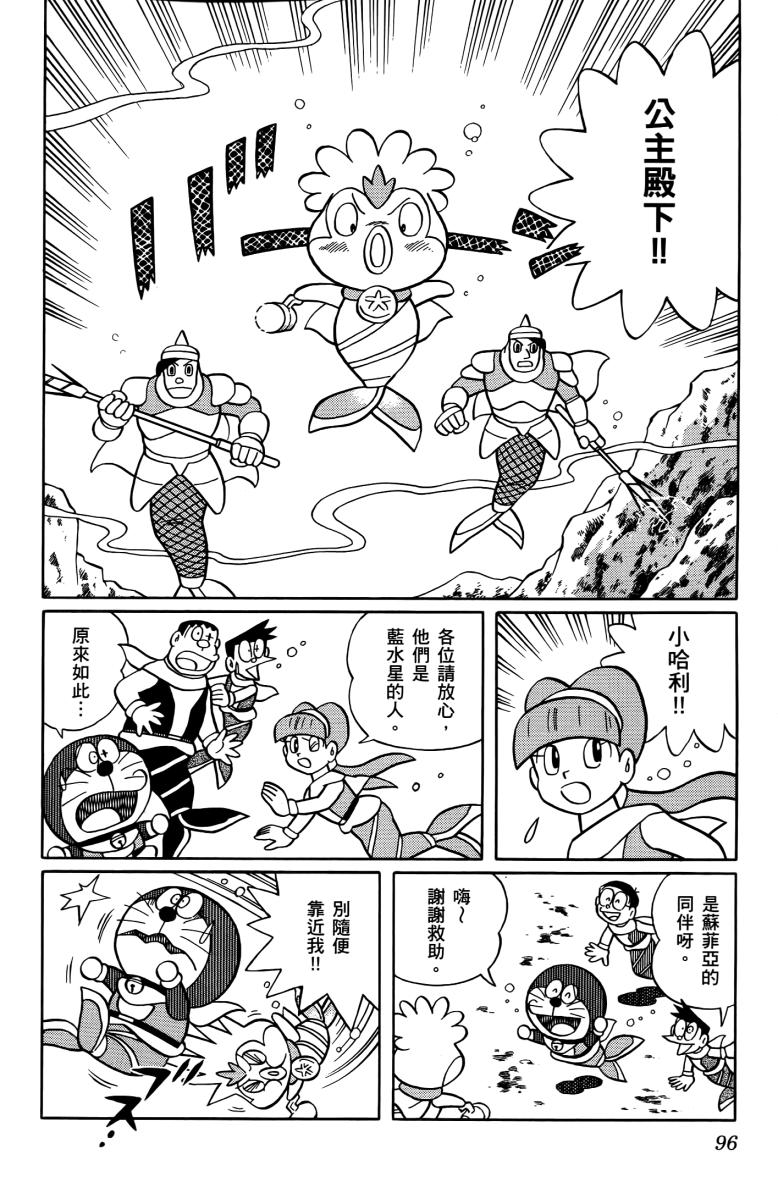 公主殿下!!
小哈利!!
各位請放心，
他們是
藍水星的人。
原來如此…
是蘇菲亞的
同伴呀。
嗨～
謝謝救助。
別隨便
靠近我!!
ズブ
96